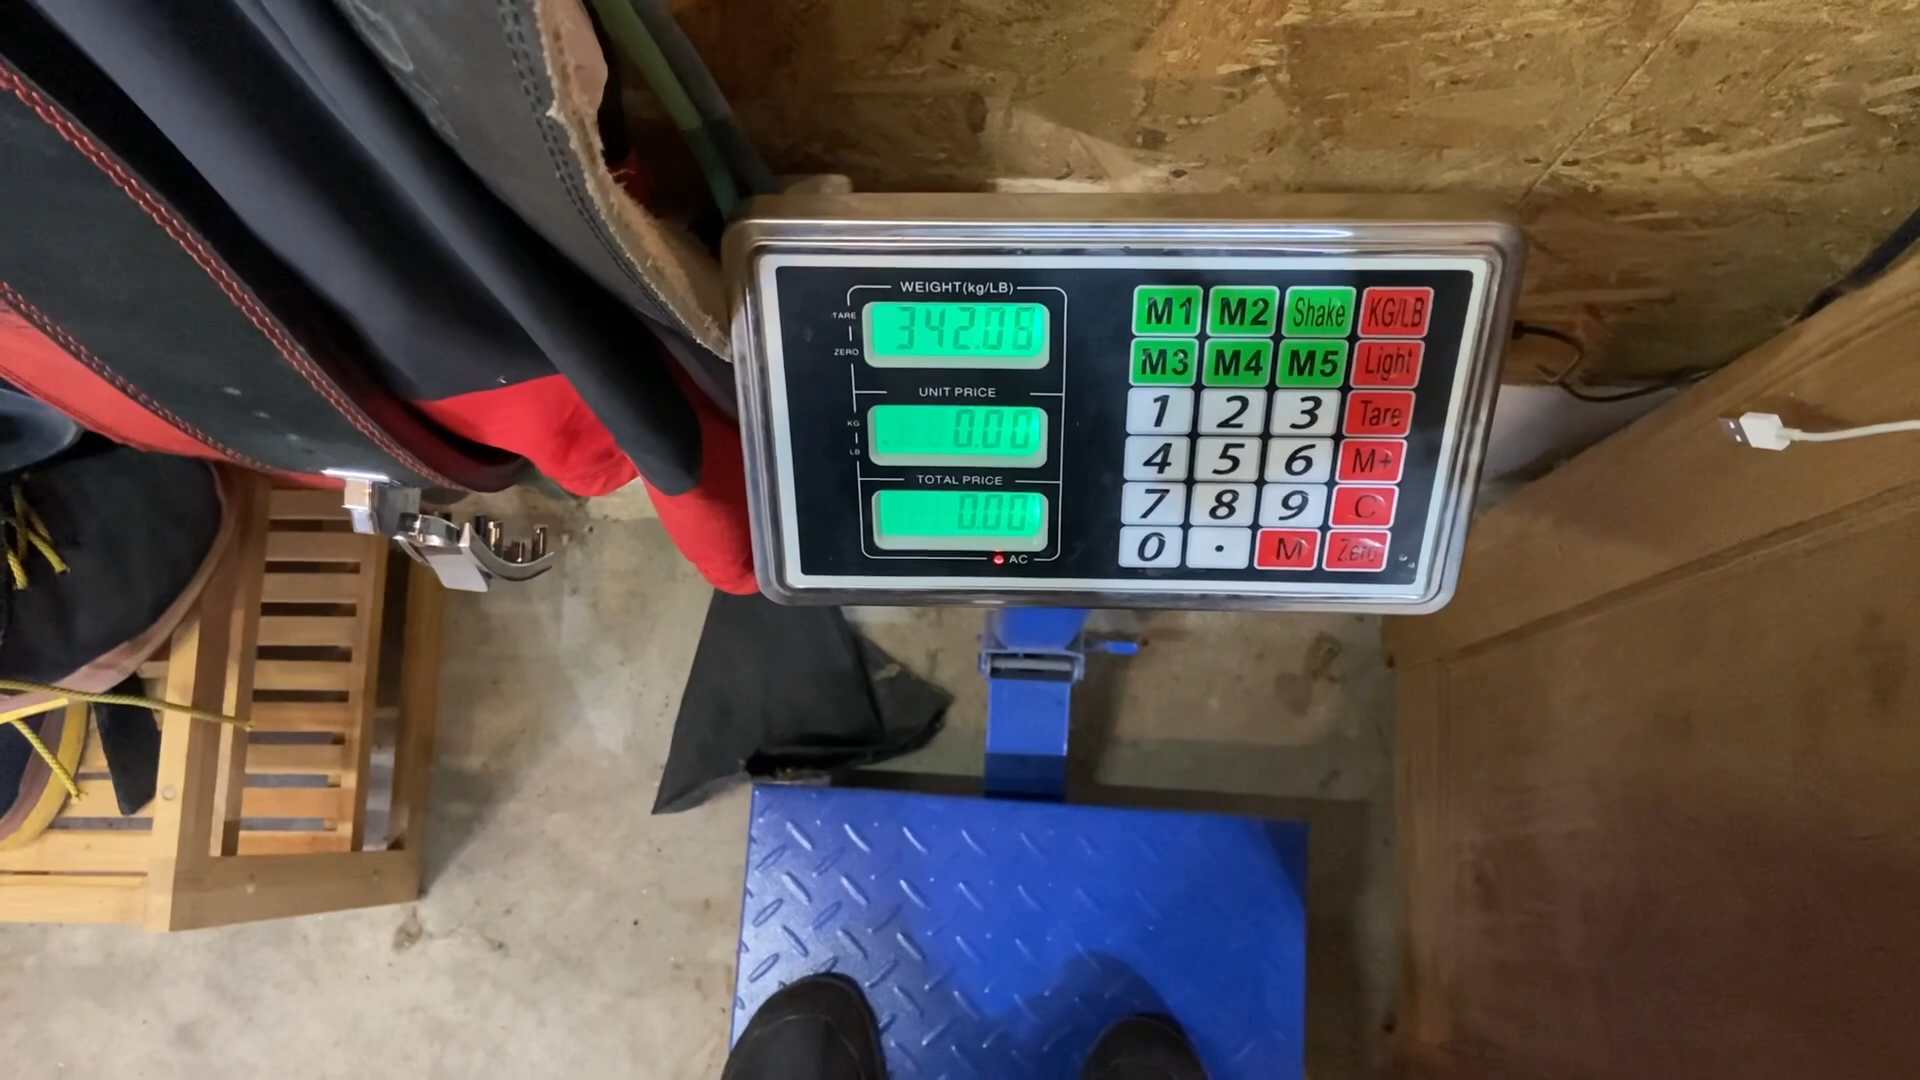 WEIGHT(kg/LB)
TARE
ZERO
342.08
UNIT PRICE
KG
LB
0.00
TOTAL PRICE
0.00
AC
M1 M2 Shake KG/LB
M3 M4 M5 Light
1 2 3 Tare
4 5 6 M+
7 8 9 C
0 . M Zero